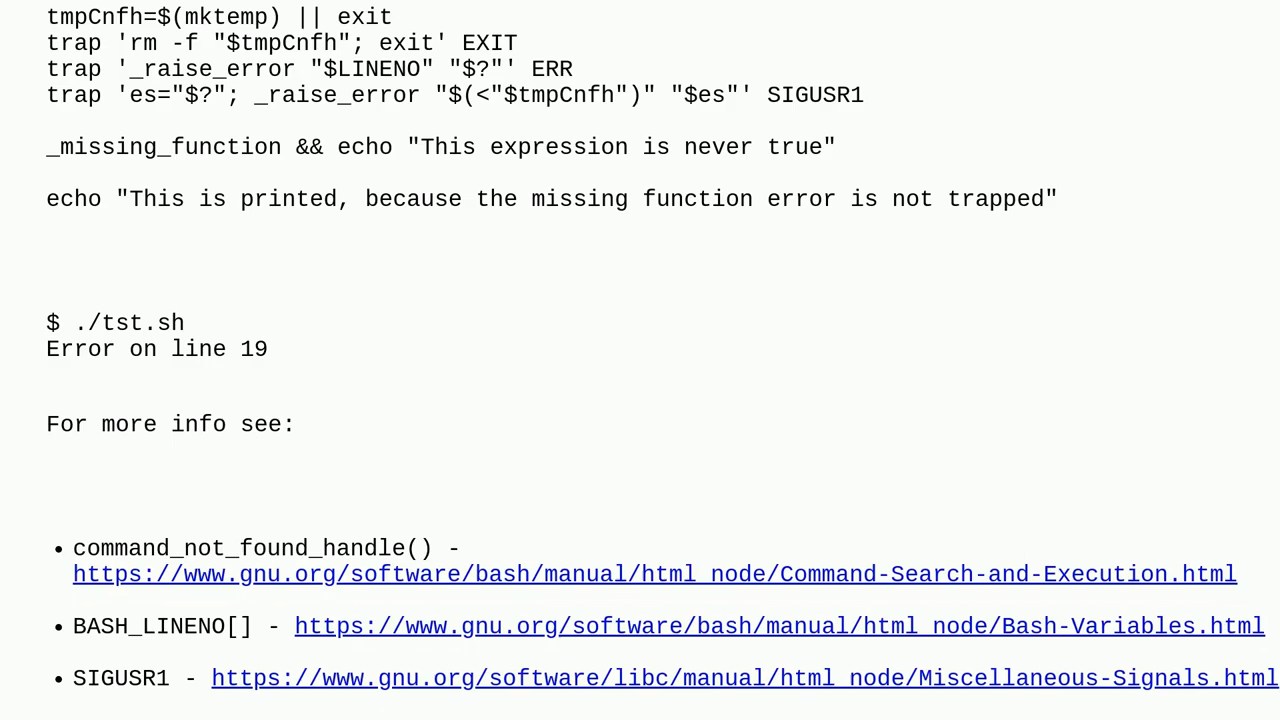 tmpCnfh=$(mktemp) || exit
trap 'rm -f "$tmpCnfh"; exit' EXIT
trap '_raise_error "$LINENO" "$?"' ERR
trap 'es="$?"; _raise_error "$(<"$tmpCnfh")" "$es"' SIGUSR1
_missing_function && echo "This expression is never true"
echo "This is printed, because the missing function error is not trapped"
$ ./tst.sh
Error on line 19
For more info see:
• command_not_found_handle() -
https://www.gnu.org/software/bash/manual/html_node/Command-Search-and-Execution.html
• BASH_LINENO[] - https://www.gnu.org/software/bash/manual/html_node/Bash-Variables.html
• SIGUSR1 - https://www.gnu.org/software/libc/manual/html_node/Miscellaneous-Signals.html